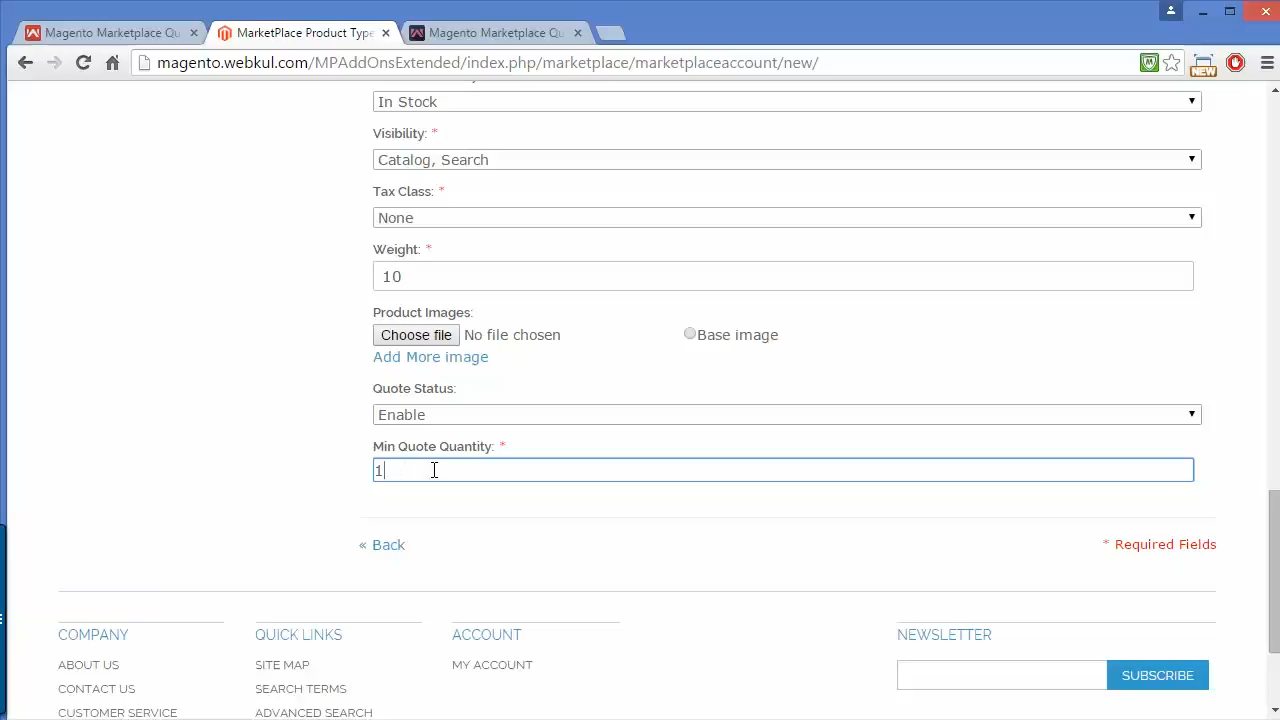 Magento Marketplace Qu
MarketPlace Product Type
Magento Marketplace Qu
magento.webkul.com/MPAddOnsExtended/index.php/marketplace/marketplaceaccount/new/
NEW
In Stock
Visibility: *
Catalog, Search
Tax Class: *
None
Weight: *
10
Product Images:
Choose file No file chosen Base image
Add More image
Quote Status:
Enable
Min Quote Quantity: *
1
« Back * Required Fields
COMPANY QUICK LINKS ACCOUNT NEWSLETTER
ABOUT US SITE MAP MY ACCOUNT SUBSCRIBE
CONTACT US SEARCH TERMS
CUSTOMER SERVICE ADVANCED SEARCH